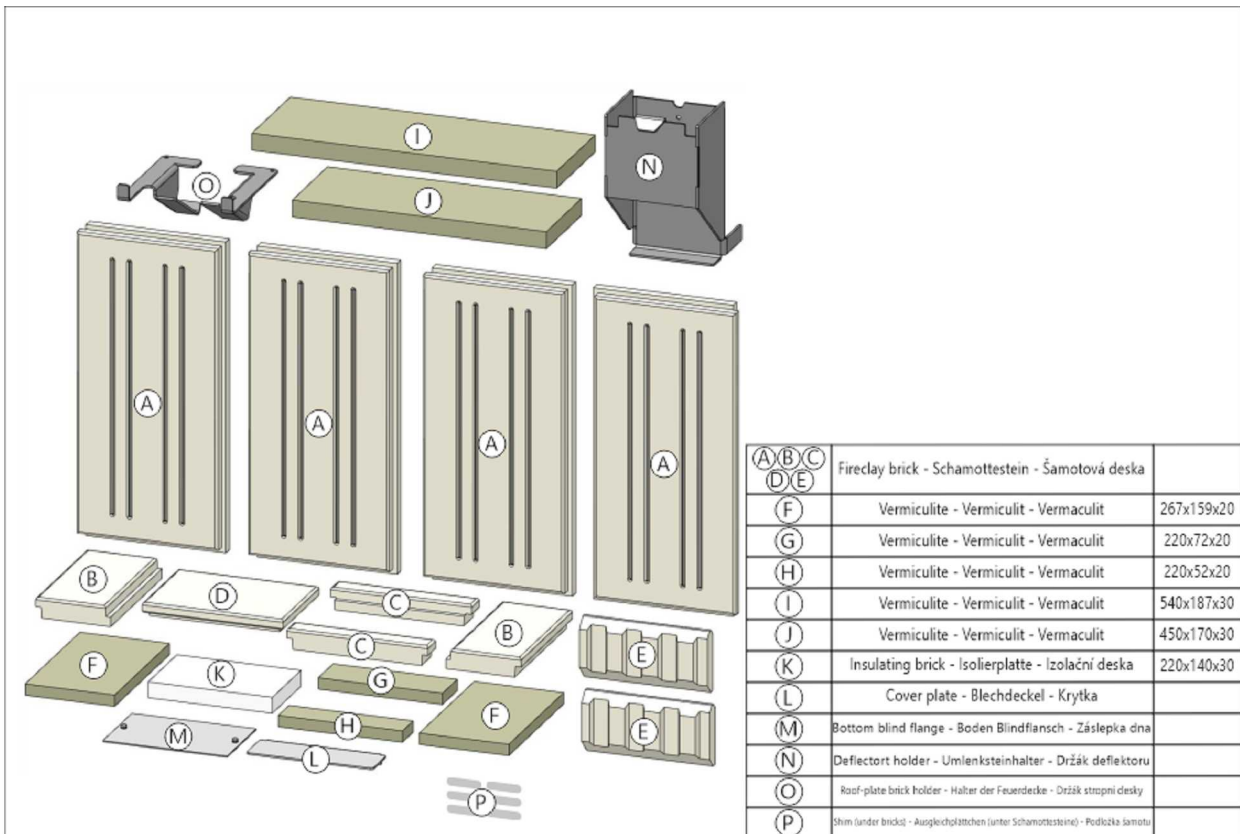 I
N
O
J
A
A
A
A
B
D
C
C
B
E
F
K
G
F
E
H
M
L
P
A B C
D E
Fireclay brick - Schamottestein - Šamotová deska
F Vermiculite - Vermiculit - Vermaculit 267x159x20
G Vermiculite - Vermiculit - Vermaculit 220x72x20
H Vermiculite - Vermiculit - Vermaculit 220x52x20
I Vermiculite - Vermiculit - Vermaculit 540x187x30
J Vermiculite - Vermiculit - Vermaculit 450x170x30
K Insulating brick - Isolierplatte - Izolační deska 220x140x30
L Cover plate - Blechdeckel - Krytka
M Bottom blind flange - Boden Blindflansch - Záslepka dna
N Deflectort holder - Umlenksteinhalter - Držák deflektoru
O Roof-plate brick holder - Halter der Feuerdecke - Držák stropní desky
P Shim (under bricks) - Ausgleichplättchen (unter Schamottesteine) - Podložka šamotu